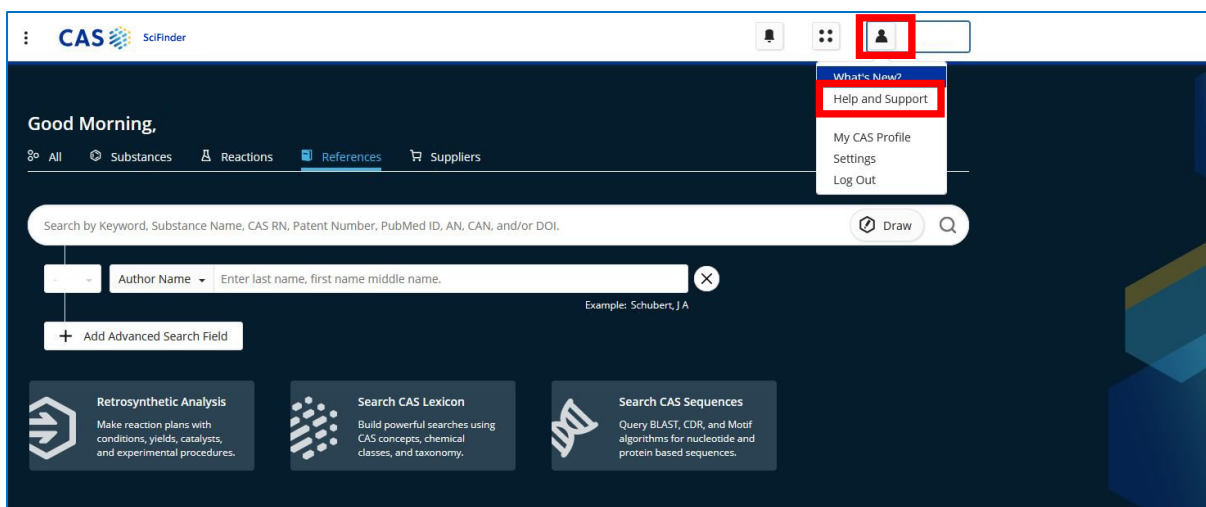 CAS SciFinder
What's New?
Help and Support
My CAS Profile
Settings
Log Out
Good Morning,
All Substances Reactions References Suppliers
Search by Keyword, Substance Name, CAS RN, Patent Number, PubMed ID, AN, CAN, and/or DOI.
Draw
Author Name Enter last name, first name middle name.
Example: Schubert, J A
+ Add Advanced Search Field
Retrosynthetic Analysis
Make reaction plans with
conditions, yields, catalysts,
and experimental procedures.
Search CAS Lexicon
Build powerful searches using
CAS concepts, chemical
classes, and taxonomy.
Search CAS Sequences
Query BLAST, CDR, and Motif
algorithms for nucleotide and
protein based sequences.